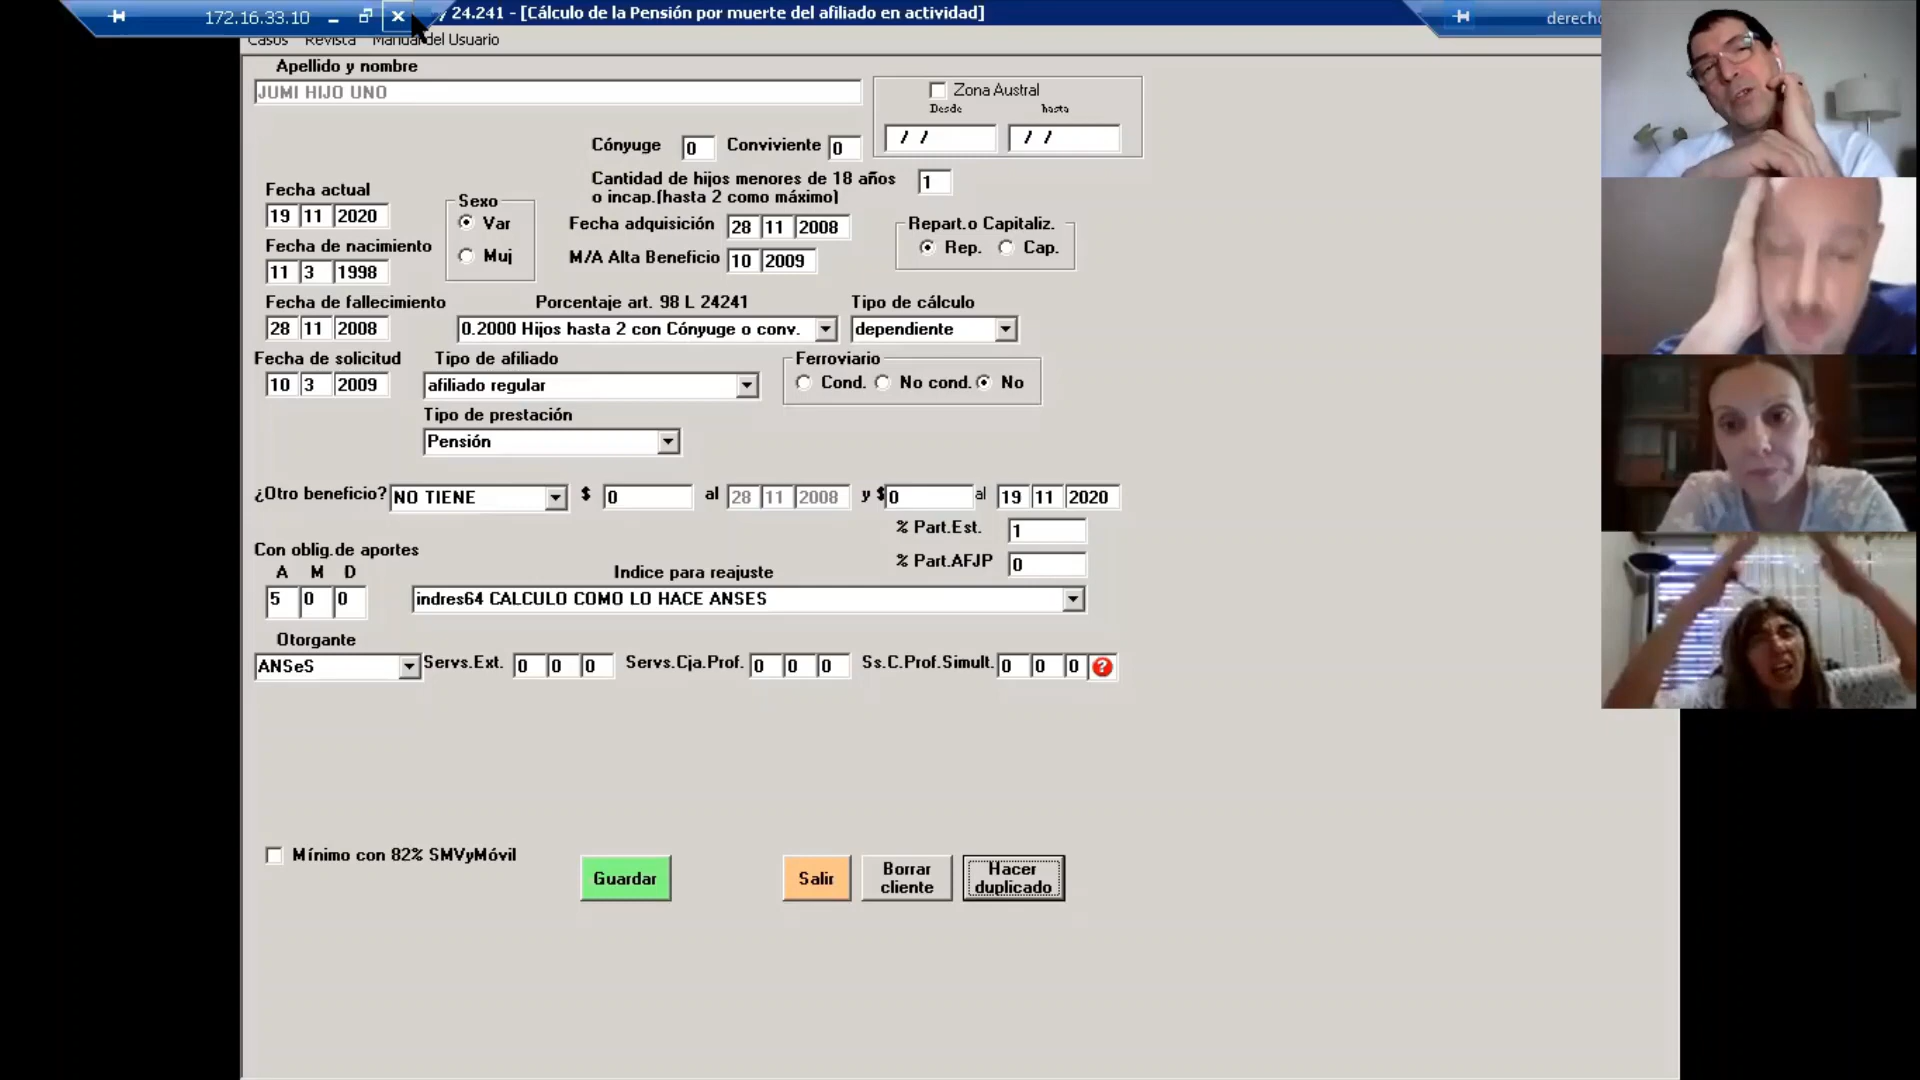 172.16.33.10
24.241 - [Cálculo de la Pensión por muerte del afiliado en actividad]
derecho
Casos Revista Manual del Usuario
Apellido y nombre
JUMI HIJO UNO
Zona Austral
Desde hasta
/ / / /
Cónyuge 0 Conviviente 0
Cantidad de hijos menores de 18 años
o incap.(hasta 2 como máximo) 1
Fecha actual
19 11 2020
Sexo
Var
Muj
Fecha adquisición 28 11 2008
Repart.o Capitaliz.
Rep. Cap.
Fecha de nacimiento
11 3 1998
M/A Alta Beneficio 10 2009
Fecha de fallecimiento
28 11 2008
Porcentaje art. 98 L 24241
0.2000 Hijos hasta 2 con Cónyuge o conv.
Tipo de cálculo
dependiente
Fecha de solicitud
10 3 2009
Tipo de afiliado
afiliado regular
Ferroviario
Cond. No cond. No
Tipo de prestación
Pensión
¿Otro beneficio? NO TIENE $ 0 al 28 11 2008 y $ 0 al 19 11 2020
% Part.Est. 1
% Part.AFJP 0
Con oblig.de aportes
A M D
5 0 0
Indice para reajuste
indres64 CALCULO COMO LO HACE ANSES
Otorgante
ANSeS
Servs.Ext. 0 0 0 Servs.Cja.Prof. 0 0 0 Ss.C.Prof.Simult. 0 0 0 ?
Mínimo con 82% SMVyMóvil
Guardar
Salir
Borrar cliente
Hacer duplicado